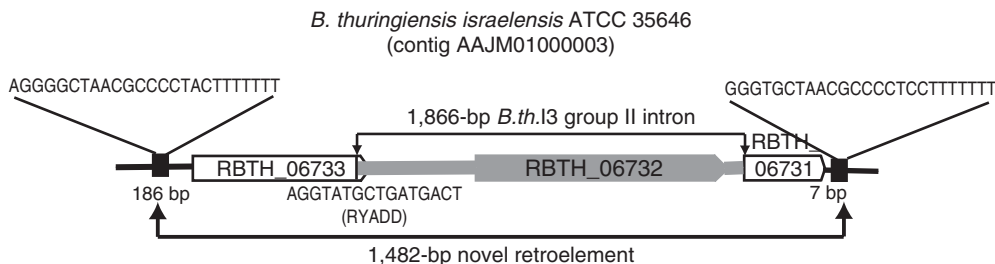 B. thuringiensis israelensis ATCC 35646
(contig AAJM01000003)
AGGGGCTAACGCCCCTACTTTTTTT
GGGTGCTAACGCCCCTCCTTTTTTT
1,866-bp B.th.I3 group II intron
RBTH_
RBTH_06733
RBTH_06732
06731
186 bp
AGGTATGCTGATGACT
7 bp
(RYADD)
1,482-bp novel retroelement